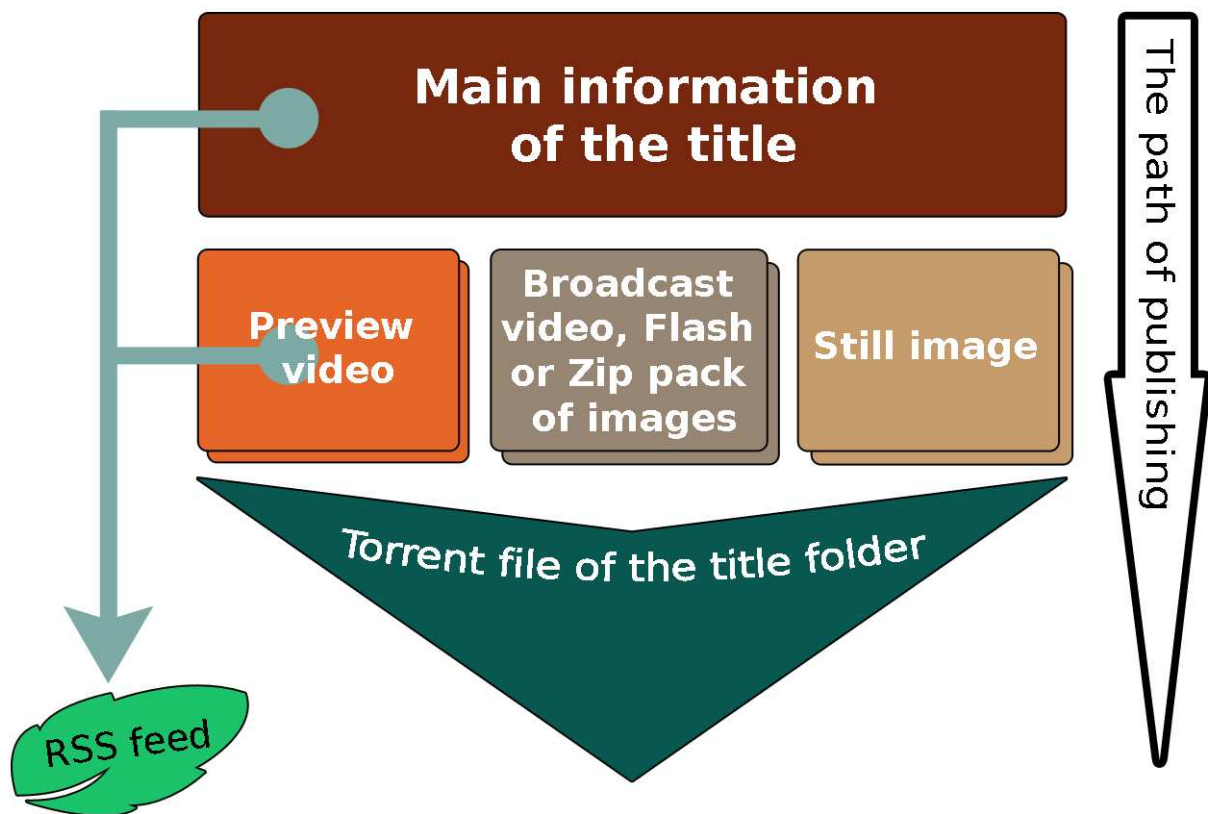 Main information
of the title
Preview
video
Broadcast
video, Flash
or Zip pack
of images
Still image
Torrent file of the title folder
RSS feed
The path of publishing